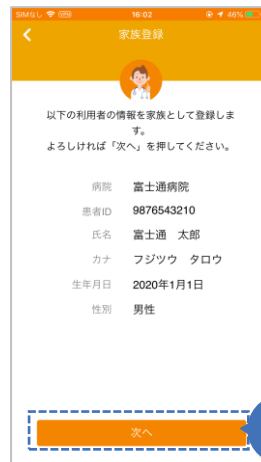 SIMなし VPN 16:02 46%
家族登録
以下の利用者の情報を家族として登録しま
す。
よろしければ「次へ」を押してください。
病院 富士通病院
患者ID 9876543210
氏名 富士通　太郎
カナ フジツウ　タロウ
生年月日 2020年1月1日
性別 男性
次へ